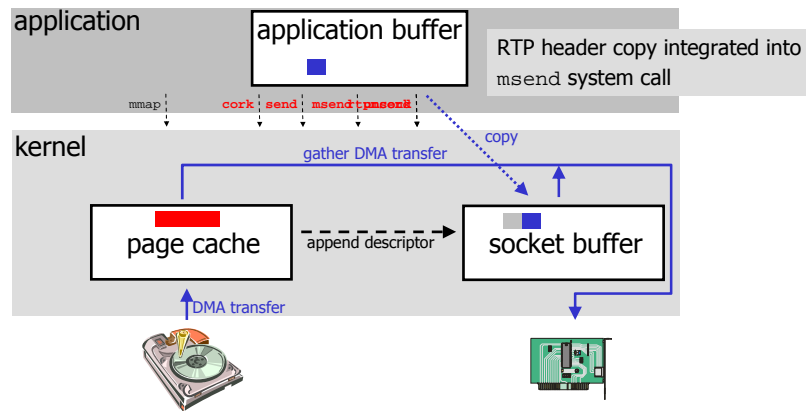 application
application buffer
RTP header copy integrated into
msend system call
mmap cork send msend
copy
kernel
gather DMA transfer
page cache
append descriptor
socket buffer
DMA transfer